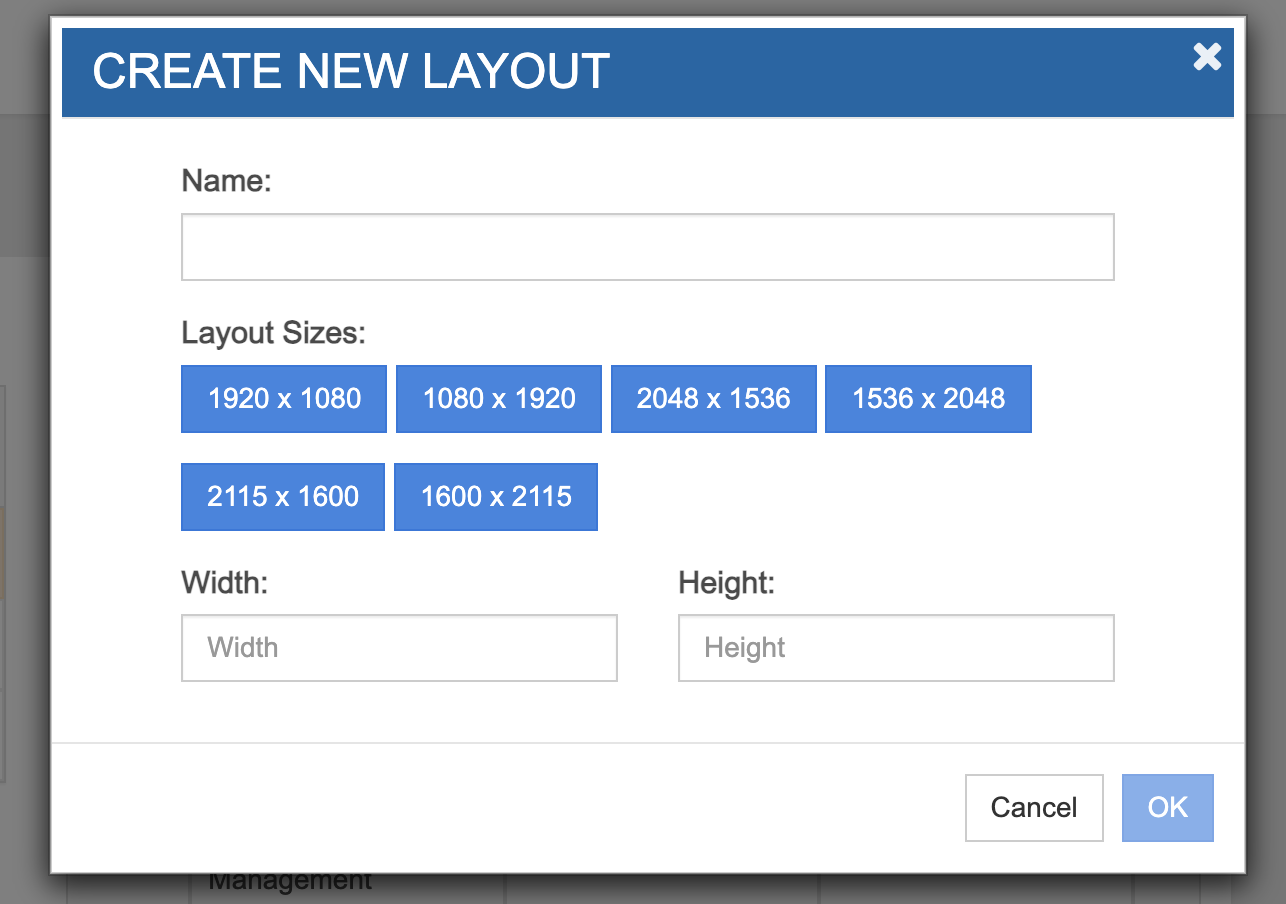 CREATE NEW LAYOUT
Name:
Layout Sizes:
1920 x 1080 1080 x 1920 2048 x 1536 1536 x 2048
2115 x 1600 1600 x 2115
Width: Height:
Width Height
Cancel OK
Management